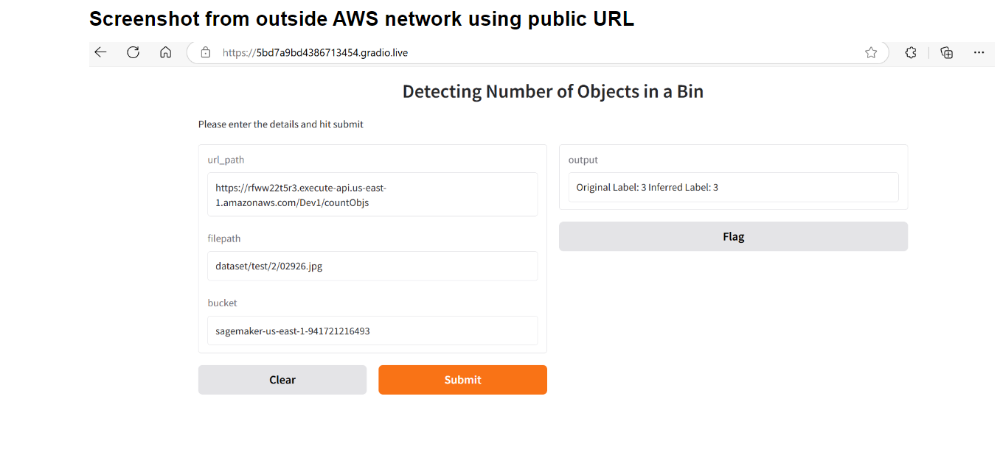 Screenshot from outside AWS network using public URL
https://5bd7a9bd4386713454.gradio.live
Detecting Number of Objects in a Bin
Please enter the details and hit submit
url_path
https://rfww22t5r3.execute-api.us-east-
1.amazonaws.com/Dev1/countObjs
filepath
dataset/test/2/02926.jpg
bucket
sagemaker-us-east-1-941721216493
Clear
Submit
output
Original Label: 3 Inferred Label: 3
Flag